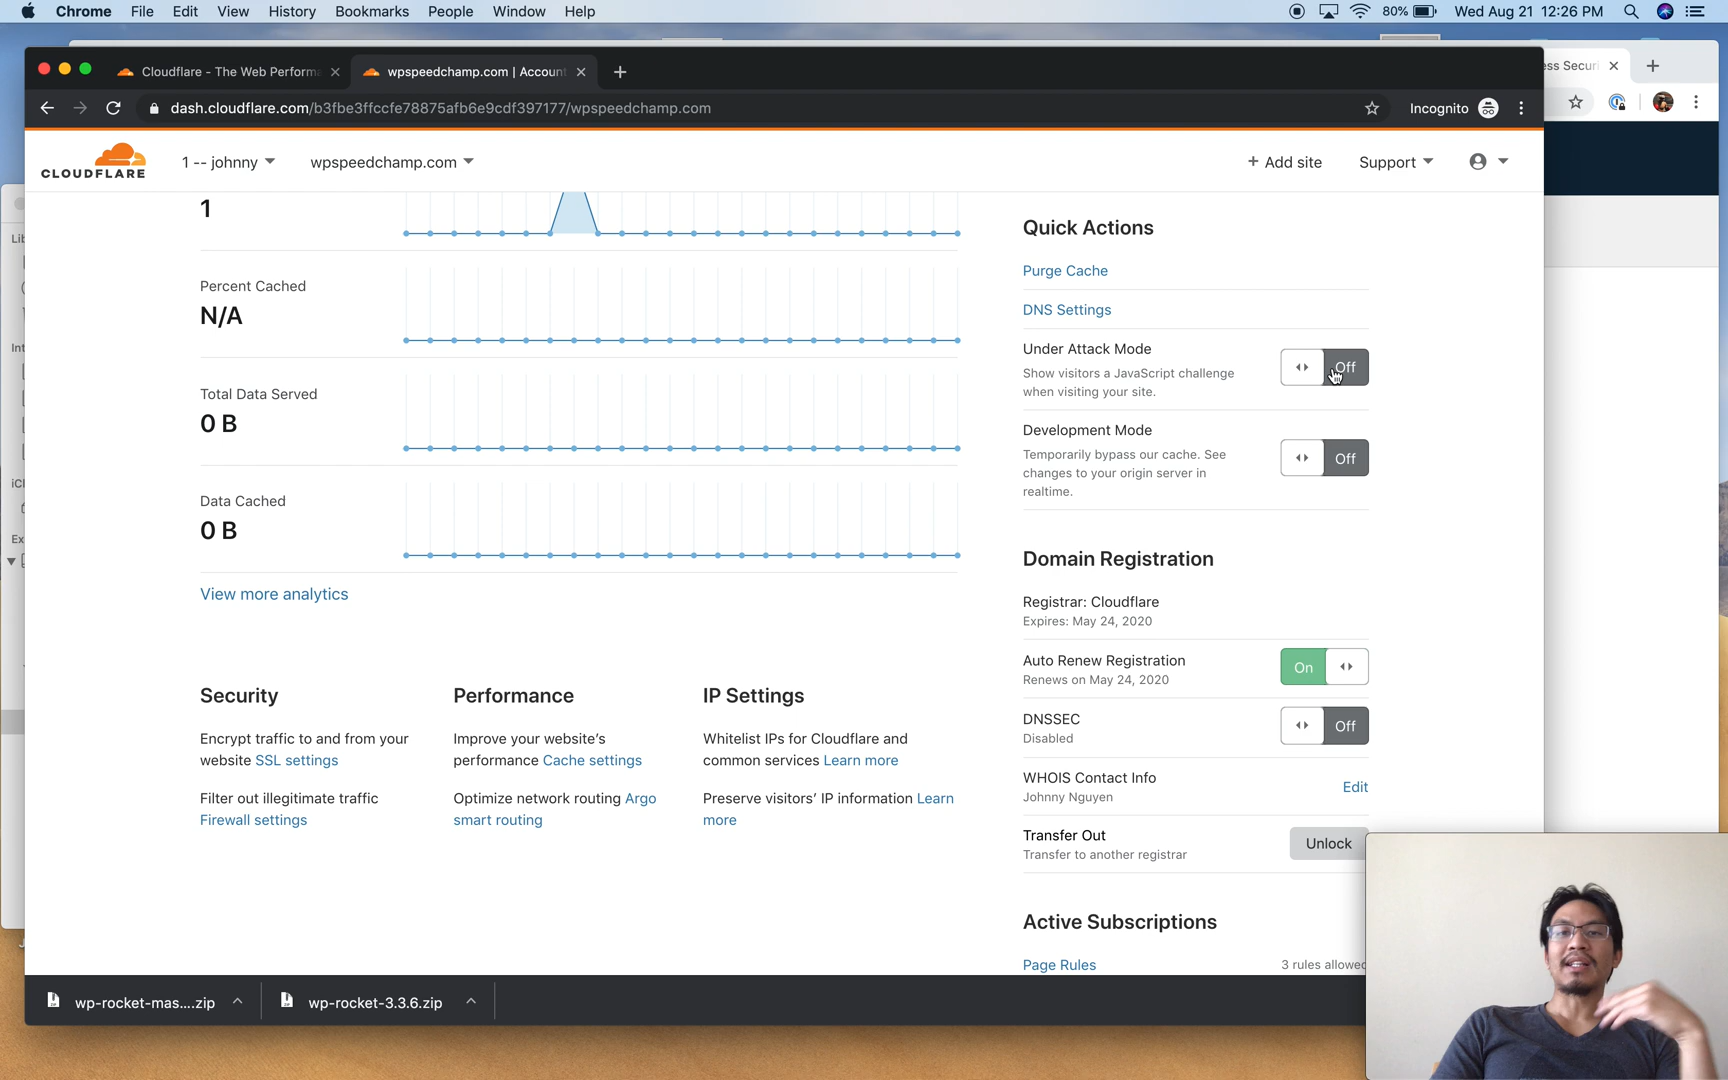 Chrome File Edit View History Bookmarks People Window Help
80% Wed Aug 21 12:26 PM
Cloudflare - The Web Performa
wpspeedchamp.com | Account
ess Securi
dash.cloudflare.com/b3fbe3ffccfe78875afb6e9cdf397177/wpspeedchamp.com
Incognito
CLOUDFLARE
1 -- johnny
wpspeedchamp.com
+ Add site
Support
1
Percent Cached
N/A
Total Data Served
0 B
Data Cached
0 B
View more analytics
Security
Encrypt traffic to and from your
website SSL settings
Filter out illegitimate traffic
Firewall settings
Performance
Improve your website's
performance Cache settings
Optimize network routing Argo
smart routing
IP Settings
Whitelist IPs for Cloudflare and
common services Learn more
Preserve visitors' IP information Learn
more
Quick Actions
Purge Cache
DNS Settings
Under Attack Mode
Show visitors a JavaScript challenge
when visiting your site.
Off
Development Mode
Temporarily bypass our cache. See
changes to your origin server in
realtime.
Off
Domain Registration
Registrar: Cloudflare
Expires: May 24, 2020
Auto Renew Registration
Renews on May 24, 2020
On
DNSSEC
Disabled
Off
WHOIS Contact Info
Johnny Nguyen
Edit
Transfer Out
Transfer to another registrar
Unlock
Active Subscriptions
Page Rules
3 rules allowed
Lib
Int
iCl
Ex
wp-rocket-mas....zip
wp-rocket-3.3.6.zip